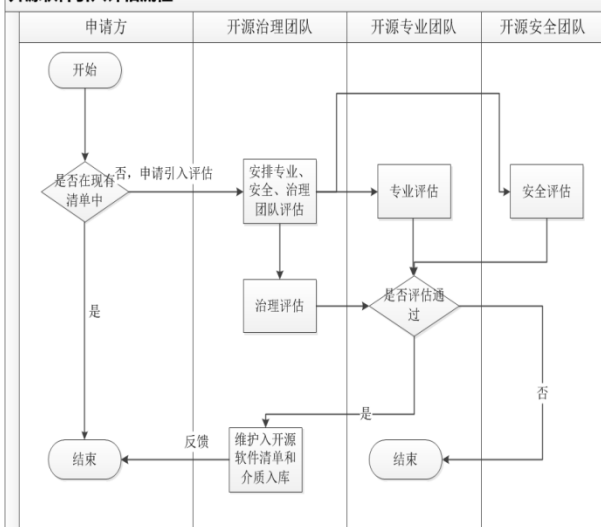 申请方
开源治理团队
开源专业团队
开源安全团队
开始
是否在现有
清单中
否，申请引入评估
安排专业、
安全、治理
团队评估
专业评估
安全评估
治理评估
是否评估通
过
是
否
是
反馈
维护入开源
软件清单和
介质入库
结束
结束